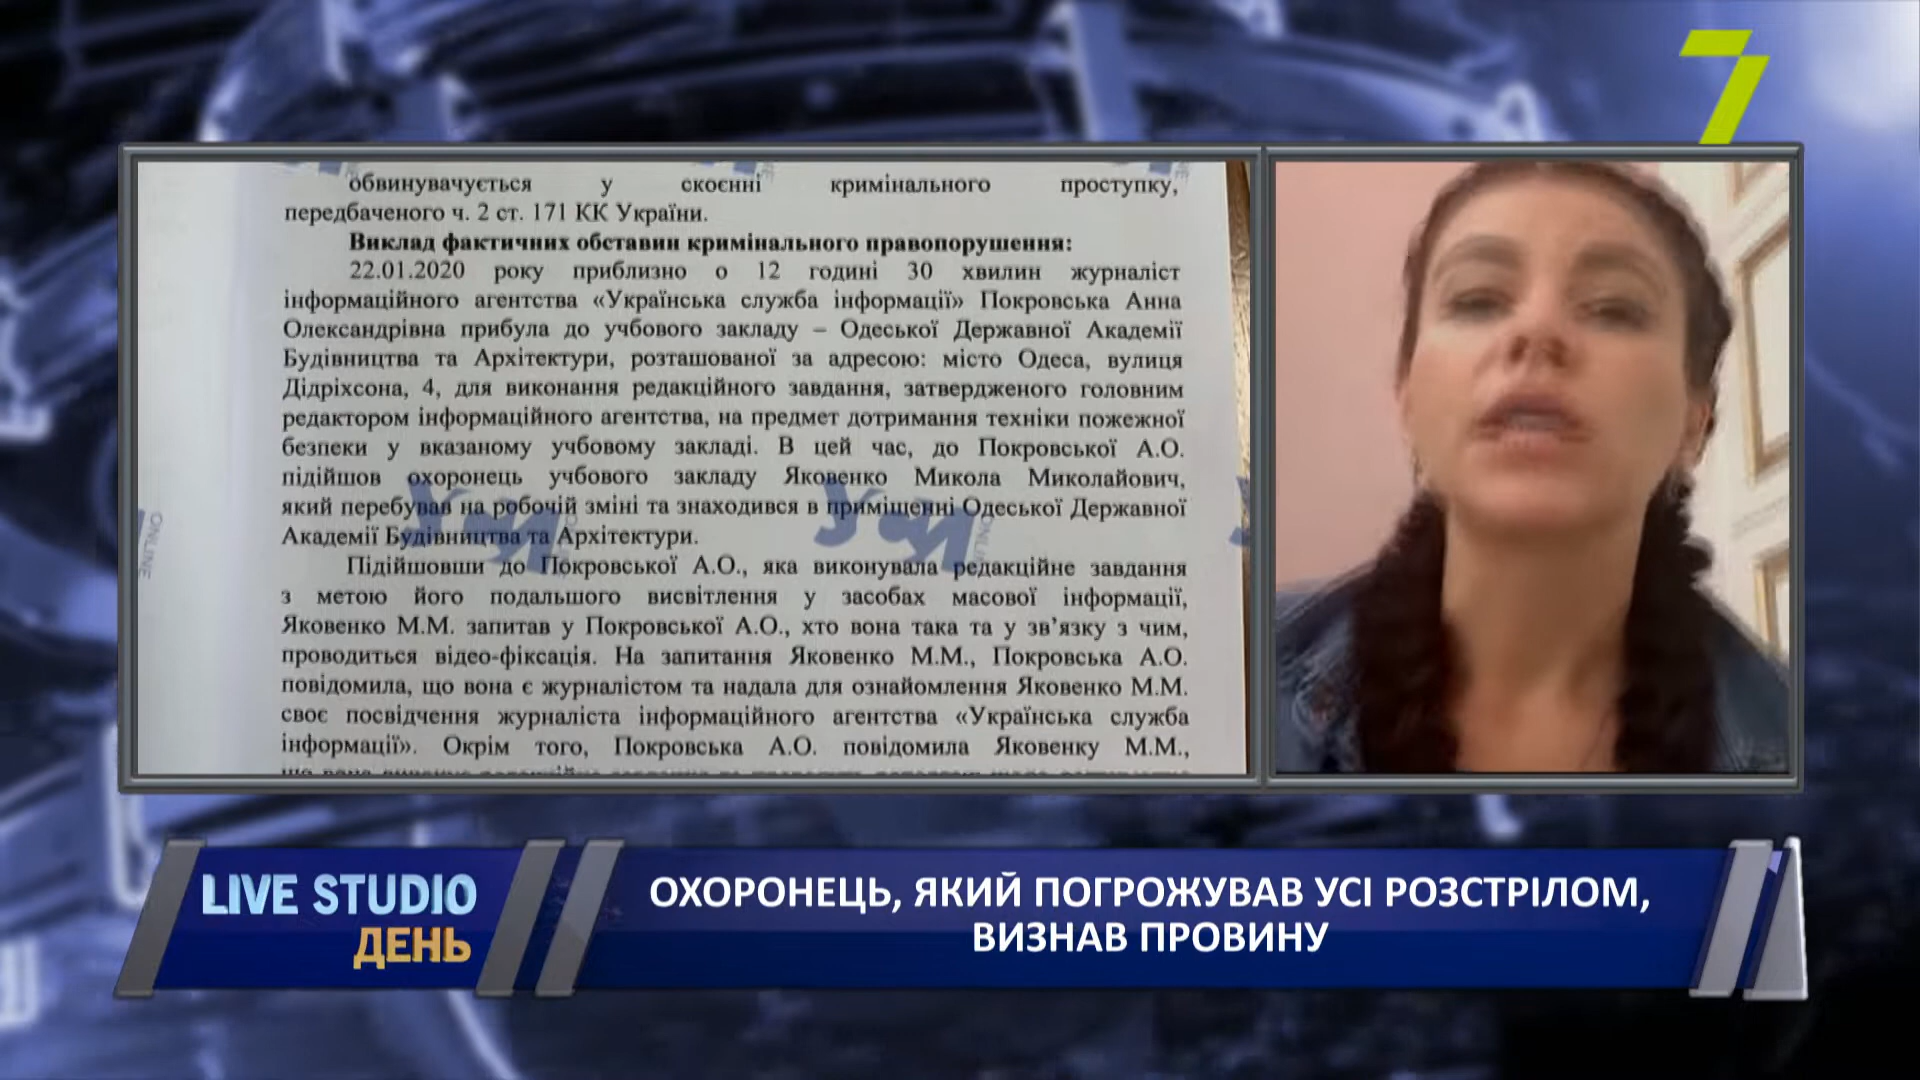 7
обвинувачується у скоєнні кримінального проступку,
передбаченого ч. 2 ст. 171 КК України.
Виклад фактичних обставин кримінального правопорушення:
22.01.2020 року приблизно о 12 годині 30 хвилин журналіст
інформаційного агентства «Українська служба інформації» Покровська Анна
Олександрівна прибула до учбового закладу – Одеської Державної Академії
Будівництва та Архітектури, розташованої за адресою: місто Одеса, вулиця
Дідріхсона, 4, для виконання редакційного завдання, затвердженого головним
редактором інформаційного агентства, на предмет дотримання техніки пожежної
безпеки у вказаному учбовому закладі. В цей час, до Покровської А.О.
підійшов охоронець учбового закладу Яковенко Микола Миколайович,
який перебував на робочій зміні та знаходився в приміщенні Одеської Державної
Академії Будівництва та Архітектури.
Підійшовши до Покровської А.О., яка виконувала редакційне завдання
з метою його подальшого висвітлення у засобах масової інформації,
Яковенко М.М. запитав у Покровської А.О., хто вона така та у зв’язку з чим,
проводиться відео-фіксація. На запитання Яковенко М.М., Покровська А.О.
повідомила, що вона є журналістом та надала для ознайомлення Яковенко М.М.
своє посвідчення журналіста інформаційного агентства «Українська служба
інформації». Окрім того, Покровська А.О. повідомила Яковенку М.М.,
УСИ ONLINE
LIVE STUDIO
ДЕНЬ
ОХОРОНЕЦЬ, ЯКИЙ ПОГРОЖУВАВ УСІ РОЗСТРІЛОМ,
ВИЗНАВ ПРОВИНУ